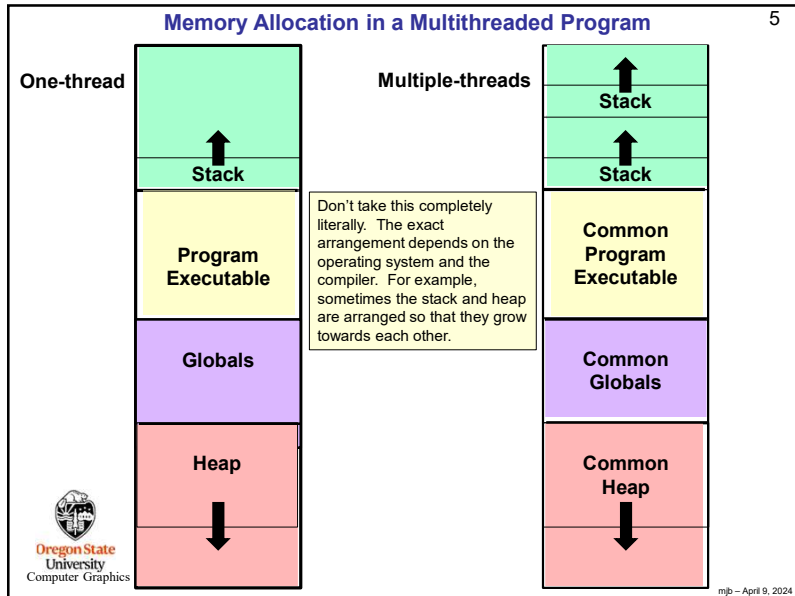 Memory Allocation in a Multithreaded Program
5
One-thread
Stack
Program
Executable
Globals
Heap
Don't take this completely
literally. The exact
arrangement depends on the
operating system and the
compiler. For example,
sometimes the stack and heap
are arranged so that they grow
towards each other.
Multiple-threads
Stack
Stack
Common
Program
Executable
Common
Globals
Common
Heap
Oregon State
University
Computer Graphics
mjb – April 9, 2024